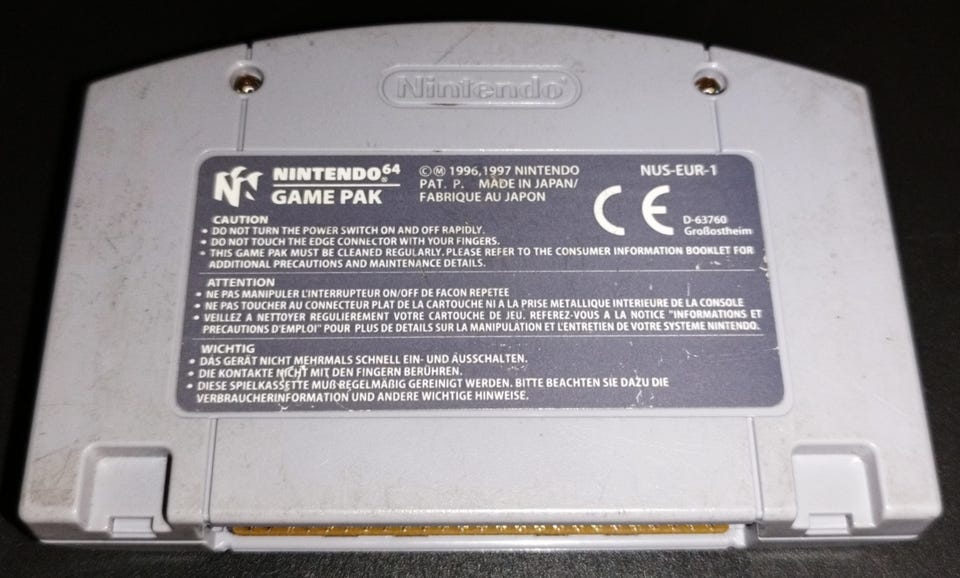 Nintendo®
NINTENDO⁶⁴®
GAME PAK
©Ⓜ 1996,1997 NINTENDO
PAT. P. MADE IN JAPAN/
FABRIQUE AU JAPON
NUS-EUR-1
CE
D-63760
Großostheim
CAUTION
• DO NOT TURN THE POWER SWITCH ON AND OFF RAPIDLY.
• DO NOT TOUCH THE EDGE CONNECTOR WITH YOUR FINGERS.
• THIS GAME PAK MUST BE CLEANED REGULARLY. PLEASE REFER TO THE CONSUMER INFORMATION BOOKLET FOR
ADDITIONAL PRECAUTIONS AND MAINTENANCE DETAILS.
ATTENTION
• NE PAS MANIPULER L'INTERRUPTEUR ON/OFF DE FACON REPETEE
• NE PAS TOUCHER AU CONNECTEUR PLAT DE LA CARTOUCHE NI A LA PRISE METALLIQUE INTERIEURE DE LA CONSOLE
• VEILLEZ A NETTOYER REGULIEREMENT VOTRE CARTOUCHE DE JEU. REFEREZ-VOUS A LA NOTICE "INFORMATIONS ET
PRECAUTIONS D'EMPLOI" POUR PLUS DE DETAILS SUR LA MANIPULATION ET L'ENTRETIEN DE VOTRE SYSTEME NINTENDO.
WICHTIG
• DAS GERÄT NICHT MEHRMALS SCHNELL EIN- UND AUSSCHALTEN.
• DIE KONTAKTE NICHT MIT DEN FINGERN BERÜHREN.
• DIESE SPIELKASSETTE MUß REGELMÄßIG GEREINIGT WERDEN. BITTE BEACHTEN SIE DAZU DIE
VERBRAUCHERINFORMATION UND ANDERE WICHTIGE HINWEISE.